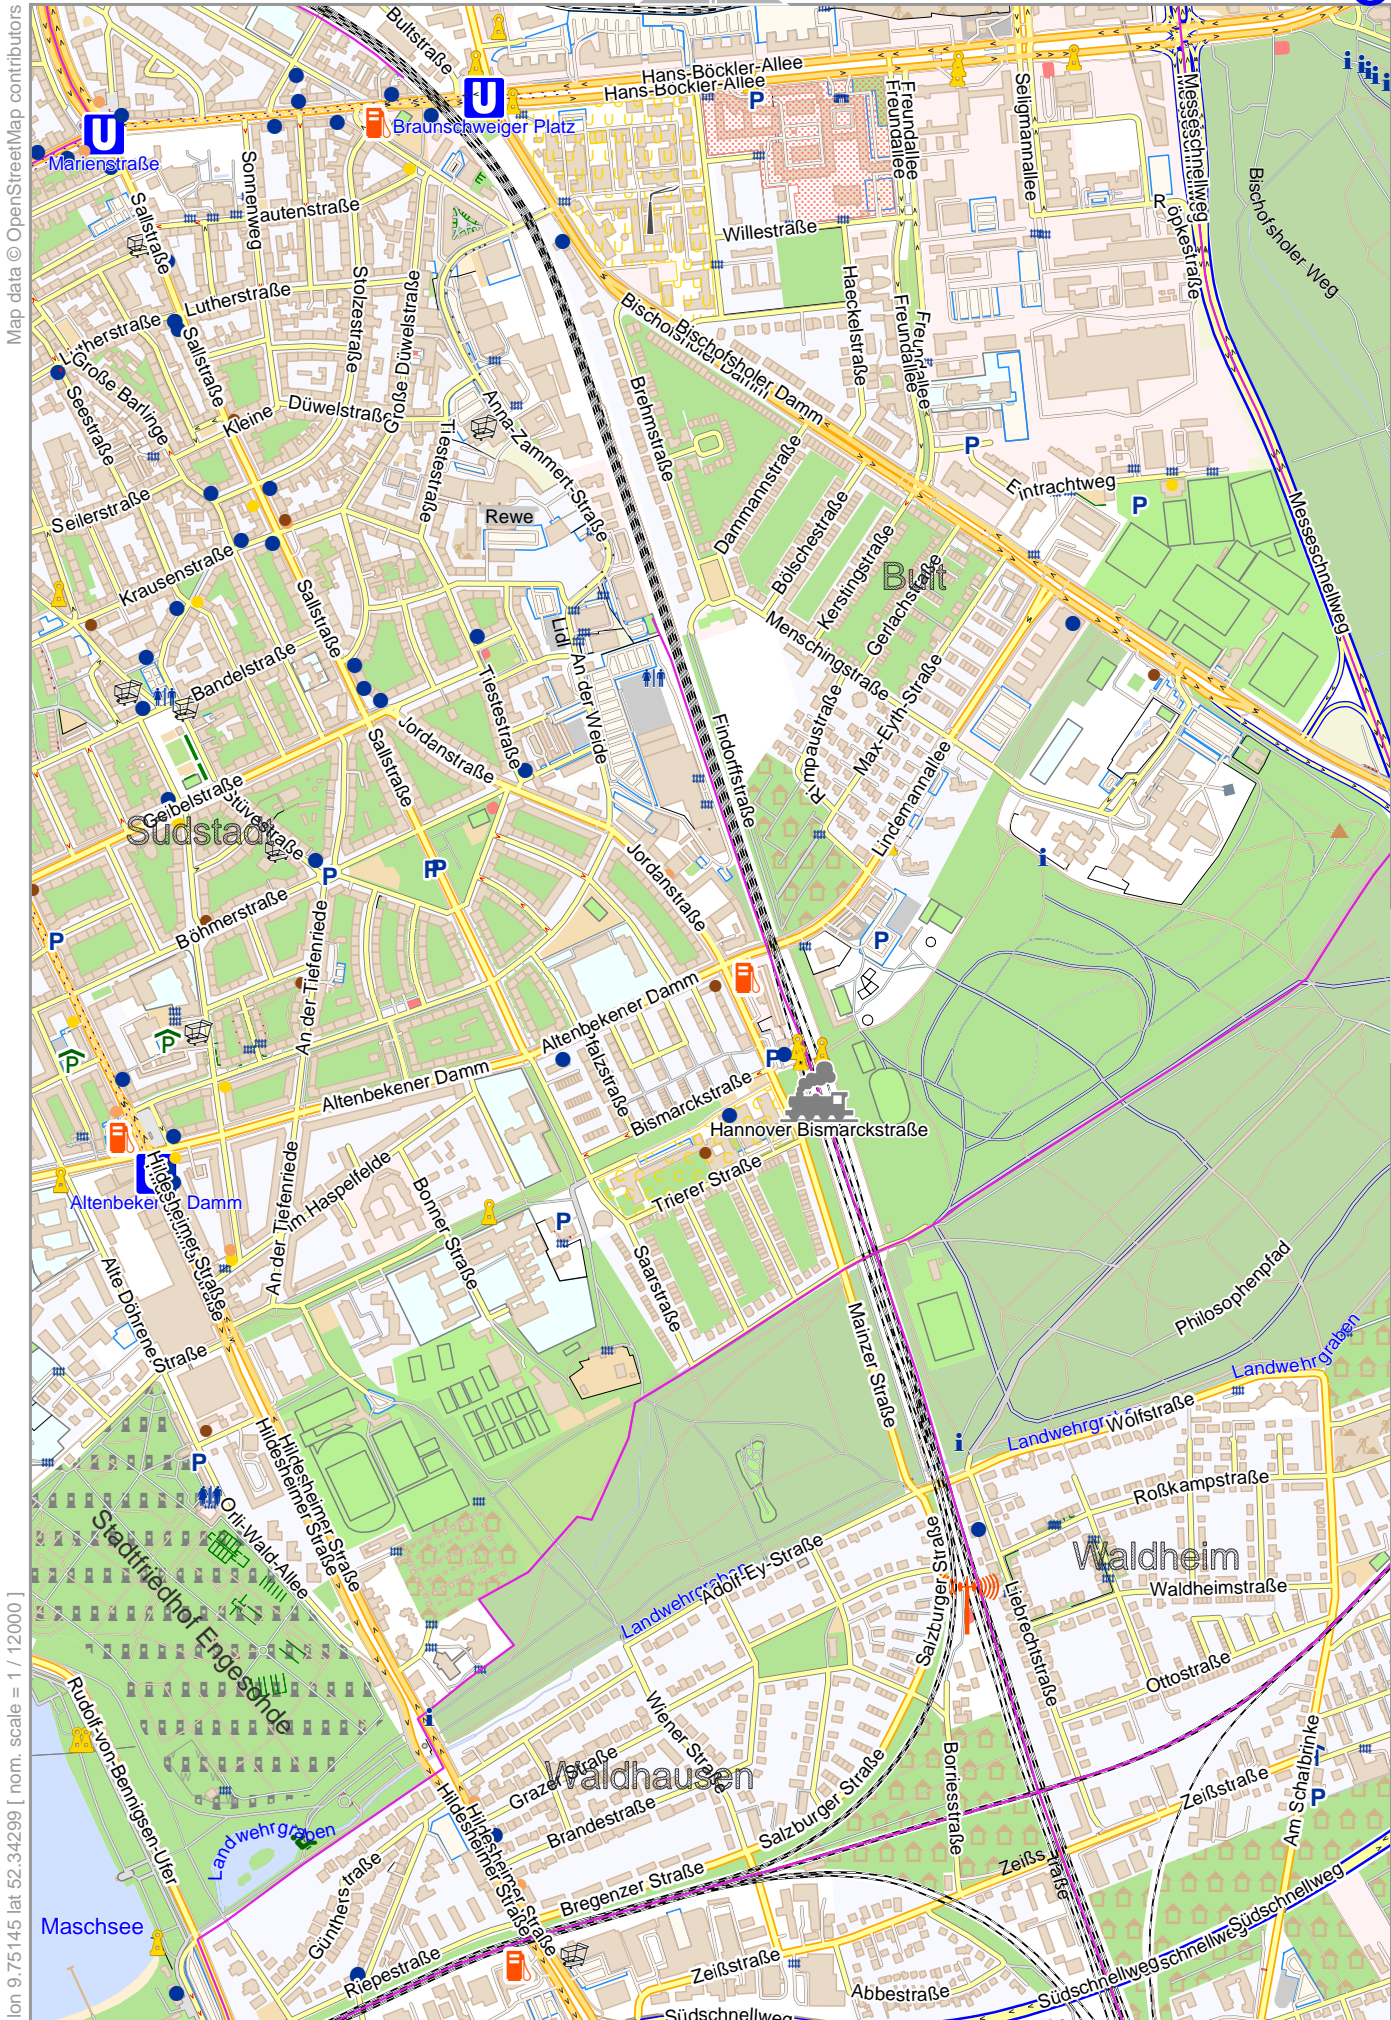 Map data © OpenStreetMap contributors
lon 9.75145 lat 52.34299 [ nom. scale = 1 / 12000 ]
Bultstraße
Hans-Böckler-Allee
Hans-Böckler-Allee
Braunschweiger Platz
Marienstraße
Sallstraße
Sonnenweg
Willestraße
Freundallee
Freundallee
Seligmannallee
Messeschnellweg
Messeschnellweg
Röpkestraße
Bischofsholer Weg
Lutherstraße
Lutherstraße
Stolzestraße
Große Düwelstraße
Große Barlinge
Seestraße
Sallstraße
Kleine Düwelstraße
Tiestestraße
Anna-Zammert-Straße
Brehmstraße
Bischofsholer Damm
Bischofsholer Damm
Haeckelstraße
Freundallee
Freundallee
Seilerstraße
Rewe
Krausenstraße
Dammannstraße
Bölschestraße
Kerstingstraße
Gerlachstraße
Bult
Eintrachtweg
Messeschnellweg
Sallstraße
Bandelstraße
Lidl
An der Weide
Tiestestraße
Menschingstraße
Rimpaustraße
Max-Eyth-Straße
Lindemannallee
Findorffstraße
Jordanstraße
Sallstraße
Geibelstraße
Südstadt
Stüvestraße
Jordanstraße
Böhmerstraße
An der Tiefenriede
Altenbekener Damm
Altenbekener Damm
Pfalzstraße
Bismarckstraße
Hannover Bismarckstraße
Trierer Straße
Altenbekener Damm
Hildesheimer Straße
Im Haspelfelde
An der Tiefenriede
Bonner Straße
Saarstraße
Alte Döhrener Straße
Mainzer Straße
Philosophenpfad
Landwehrgraben
Landwehrgraben
Wolfstraße
Hildesheimer Straße
Hildesheimer Straße
Roßkampstraße
Orli-Wald-Allee
Stadtfriedhof Engesohde
Landwehrgraben
Adolf-Ey-Straße
Salzburger Straße
Waldheim
Waldheimstraße
Liebrechtstraße
Ottostraße
Rudolf-von-Bennigsen-Ufer
Wiener Straße
Waldhausen
Grazer Straße
Brandestraße
Salzburger Straße
Borriesstraße
Zeißstraße
Am Schafbrinke
Landwehrgraben
Hildesheimer Straße
Hildesheimer Straße
Zeißstraße
Bregenzer Straße
Maschsee
Güntherstraße
Riepestraße
Zeißstraße
Abbestraße
Südschnellweg
Südschnellweg
Südschnellweg